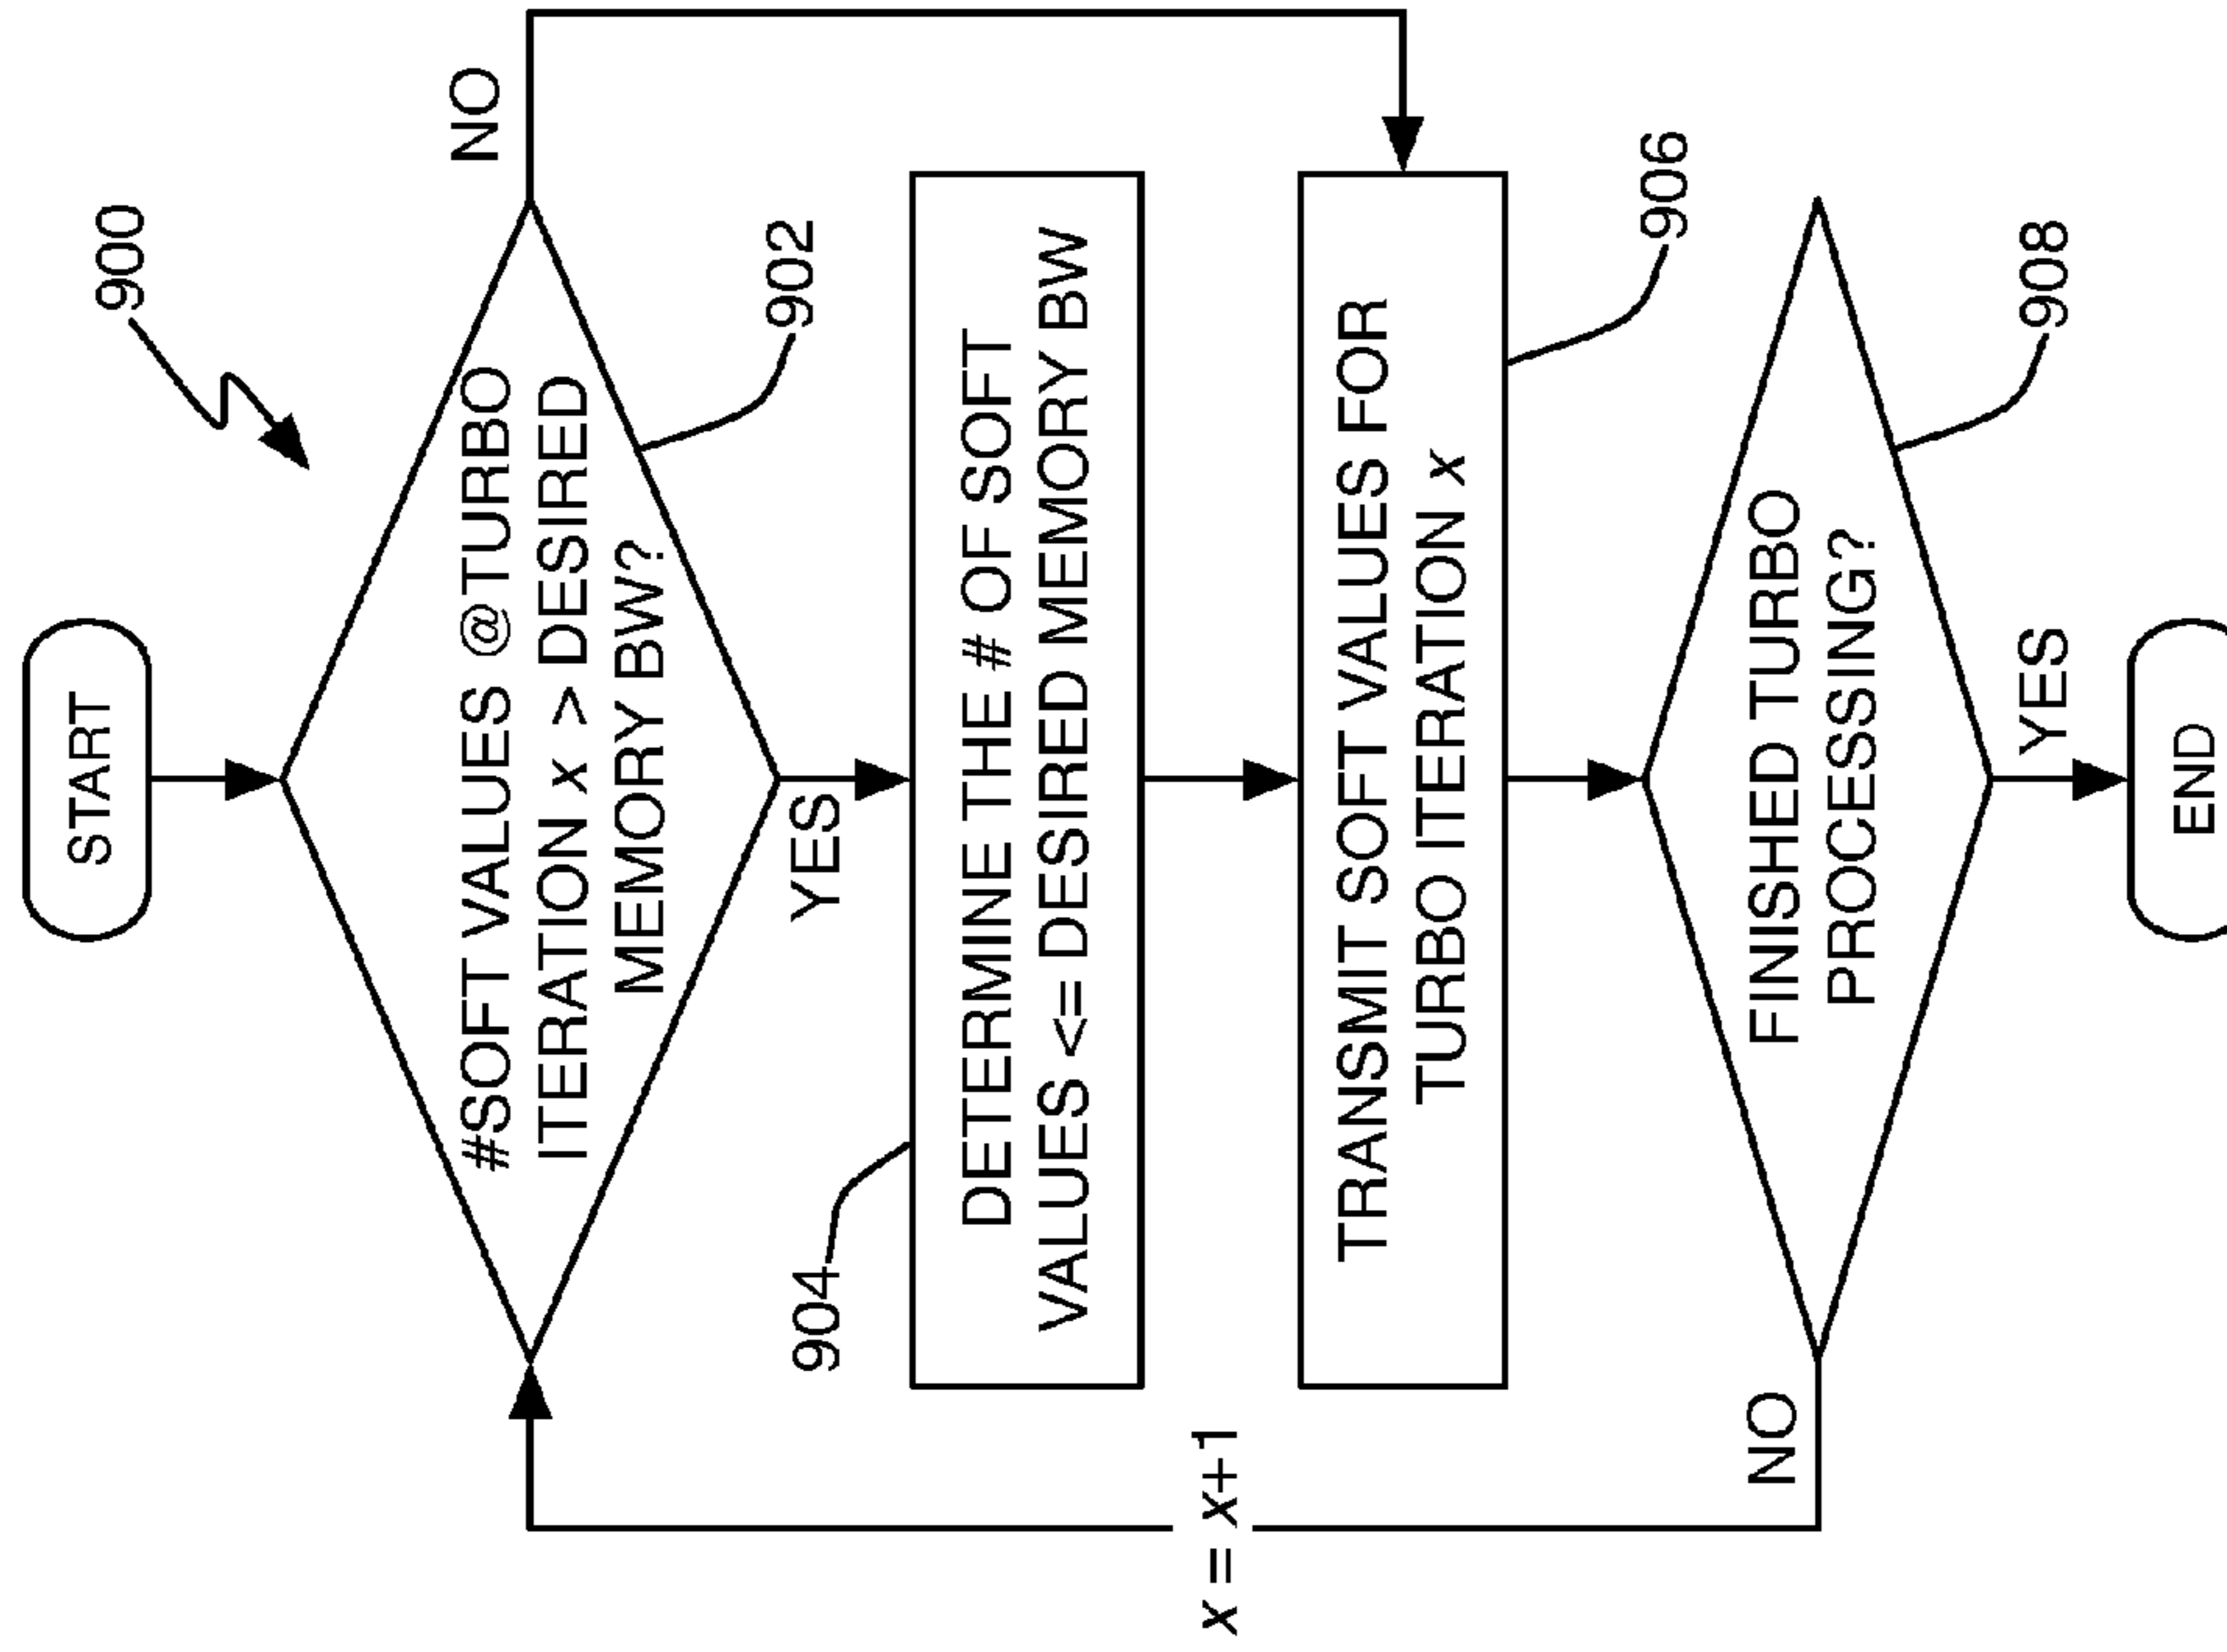 900
START
#SOFT VALUES @TURBO
ITERATION x > DESIRED
MEMORY BW?
902
NO
YES
904
DETERMINE THE # OF SOFT
VALUES <= DESIRED MEMORY BW
TRANSMIT SOFT VALUES FOR
TURBO ITERATION x
906
x = x+1
FINISHED TURBO
PROCESSING?
908
NO
YES
END